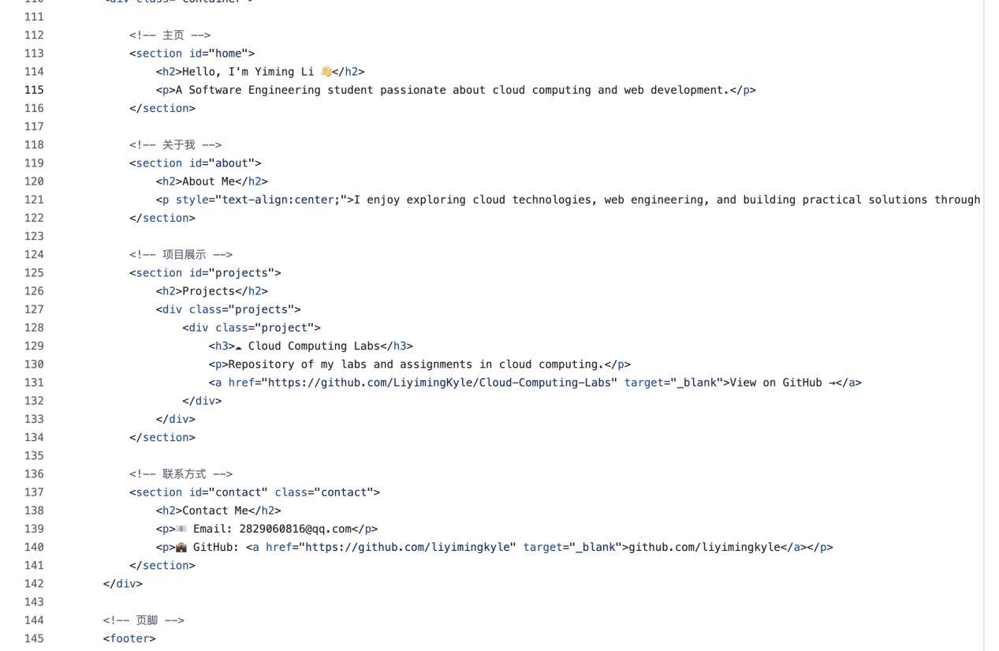 110         <div class="container">
111
112             <!-- 主页 -->
113             <section id="home">
114                 <h2>Hello, I'm Yiming Li 👋</h2>
115                 <p>A Software Engineering student passionate about cloud computing and web development.</p>
116             </section>
117
118             <!-- 关于我 -->
119             <section id="about">
120                 <h2>About Me</h2>
121                 <p style="text-align:center;">I enjoy exploring cloud technologies, web engineering, and building practical solutions through
122             </section>
123
124             <!-- 项目展示 -->
125             <section id="projects">
126                 <h2>Projects</h2>
127                 <div class="projects">
128                     <div class="project">
129                         <h3>☁ Cloud Computing Labs</h3>
130                         <p>Repository of my labs and assignments in cloud computing.</p>
131                         <a href="https://github.com/LiyimingKyle/Cloud-Computing-Labs" target="_blank">View on GitHub →</a>
132                     </div>
133                 </div>
134             </section>
135
136             <!-- 联系方式 -->
137             <section id="contact" class="contact">
138                 <h2>Contact Me</h2>
139                 <p>📧 Email: 2829060816@qq.com</p>
140                 <p>💼 GitHub: <a href="https://github.com/liyimingkyle" target="_blank">github.com/liyimingkyle</a></p>
141             </section>
142         </div>
143
144         <!-- 页脚 -->
145         <footer>